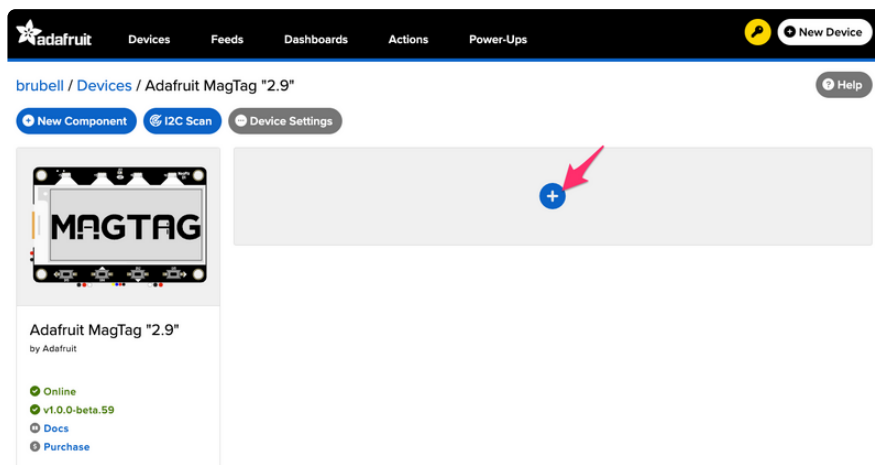 adafruit Devices Feeds Dashboards Actions Power-Ups New Device
brubell / Devices / Adafruit MagTag "2.9" Help
New Component I2C Scan Device Settings
MAGTAG
Adafruit MagTag "2.9"
by Adafruit
Online
v1.0.0-beta.59
Docs
Purchase